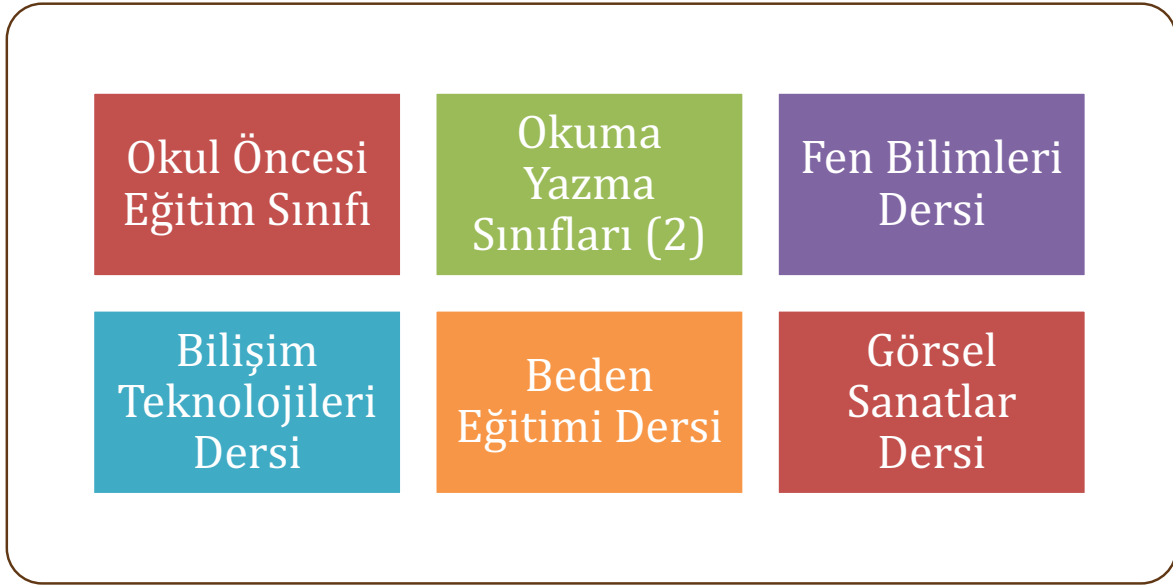 Okul Öncesi
Eğitim Sınıfı
Okuma
Yazma
Sınıfları (2)
Fen Bilimleri
Dersi
Bilişim
Teknolojileri
Dersi
Beden
Eğitimi Dersi
Görsel
Sanatlar
Dersi